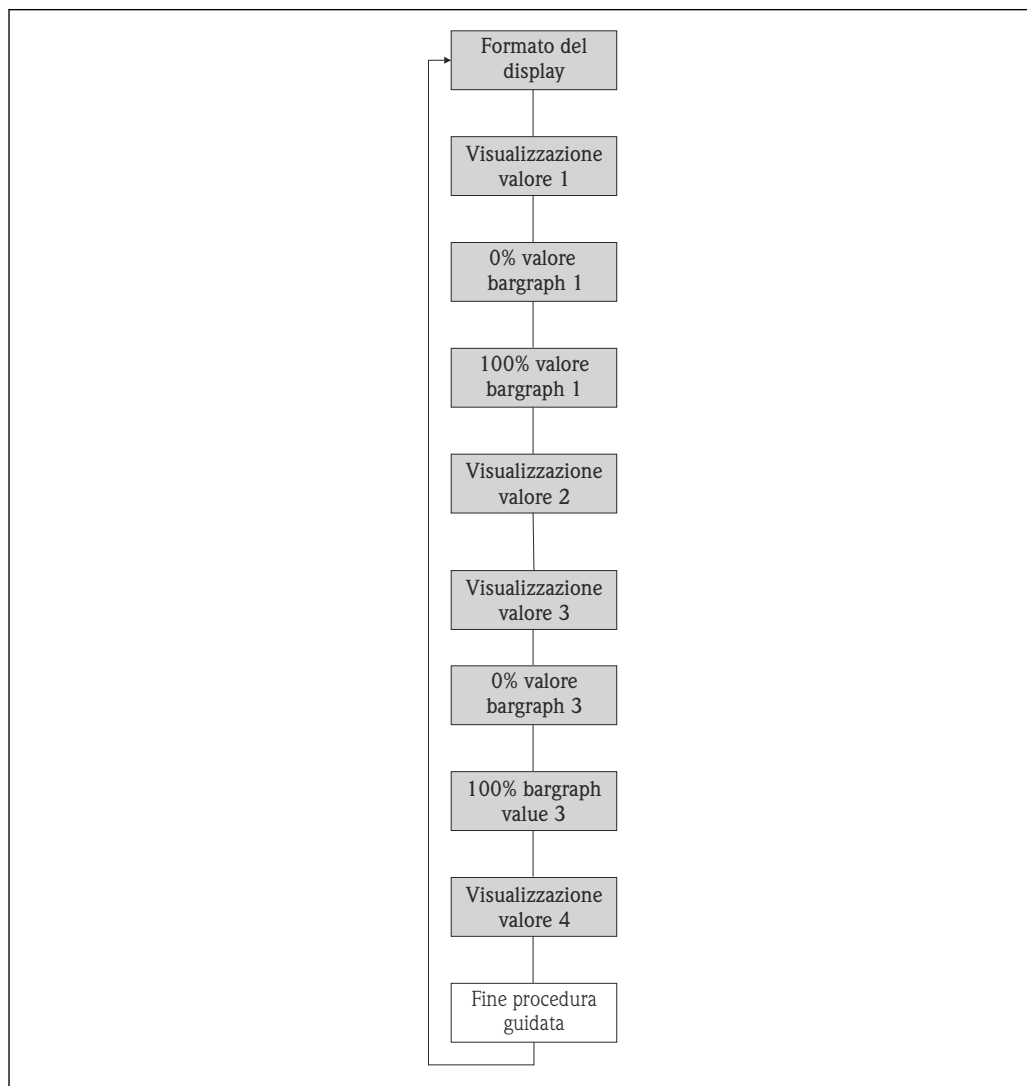 Formato del
display
Visualizzazione
valore 1
0% valore
bargraph 1
100% valore
bargraph 1
Visualizzazione
valore 2
Visualizzazione
valore 3
0% valore
bargraph 3
100% bargraph
value 3
Visualizzazione
valore 4
Fine procedura
guidata